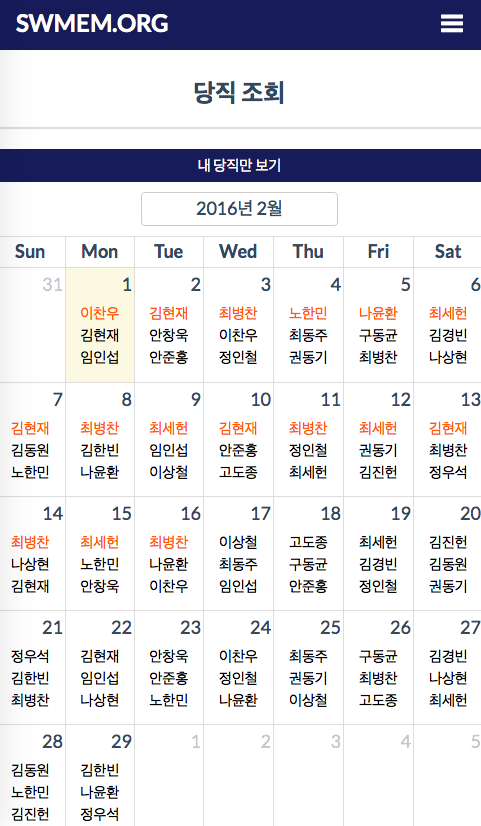 SWMEM.ORG
당직 조회
내 당직만 보기
2016년 2월
Sun Mon Tue Wed Thu Fri Sat
31 1 2 3 4 5 6
이찬우 김현재 최병찬 노한민 나윤환 최세헌
김현재 안창욱 이찬우 최동주 구동균 김경빈
임인섭 안준홍 정인철 권동기 최병찬 나상현
7 8 9 10 11 12 13
김현재 최병찬 최세헌 김현재 최병찬 최세헌 김현재
김동원 김한빈 임인섭 안준홍 정인철 권동기 최병찬
노한민 나윤환 이상철 고도종 최세헌 김진헌 정우석
14 15 16 17 18 19 20
최병찬 최세헌 최병찬 이상철 고도종 최세헌 김진헌
나상현 노한민 나윤환 최동주 구동균 김경빈 김동원
김현재 안창욱 이찬우 임인섭 안준홍 정인철 권동기
21 22 23 24 25 26 27
정우석 김현재 안창욱 이찬우 최동주 구동균 김경빈
김한빈 임인섭 안준홍 정인철 권동기 최병찬 나상현
최병찬 나상현 노한민 나윤환 이상철 고도종 최세헌
28 29 1 2 3 4 5
김동원 김한빈
노한민 나윤환
김진헌 정우석